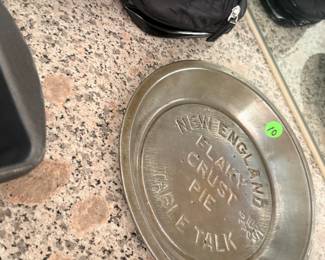 NEW ENGLAND
FLAKY
CRUST
PIE
TABLE TALK
10